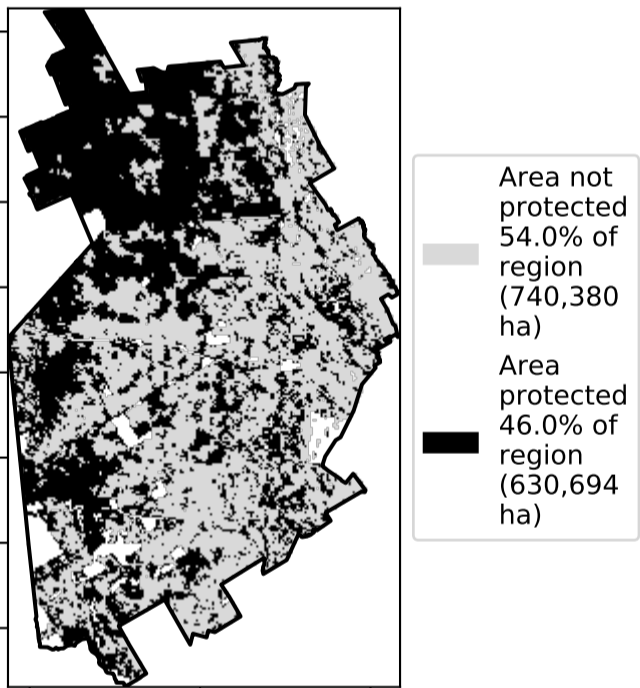 Area not
protected
54.0% of
region
(740,380
ha)
Area
protected
46.0% of
region
(630,694
ha)